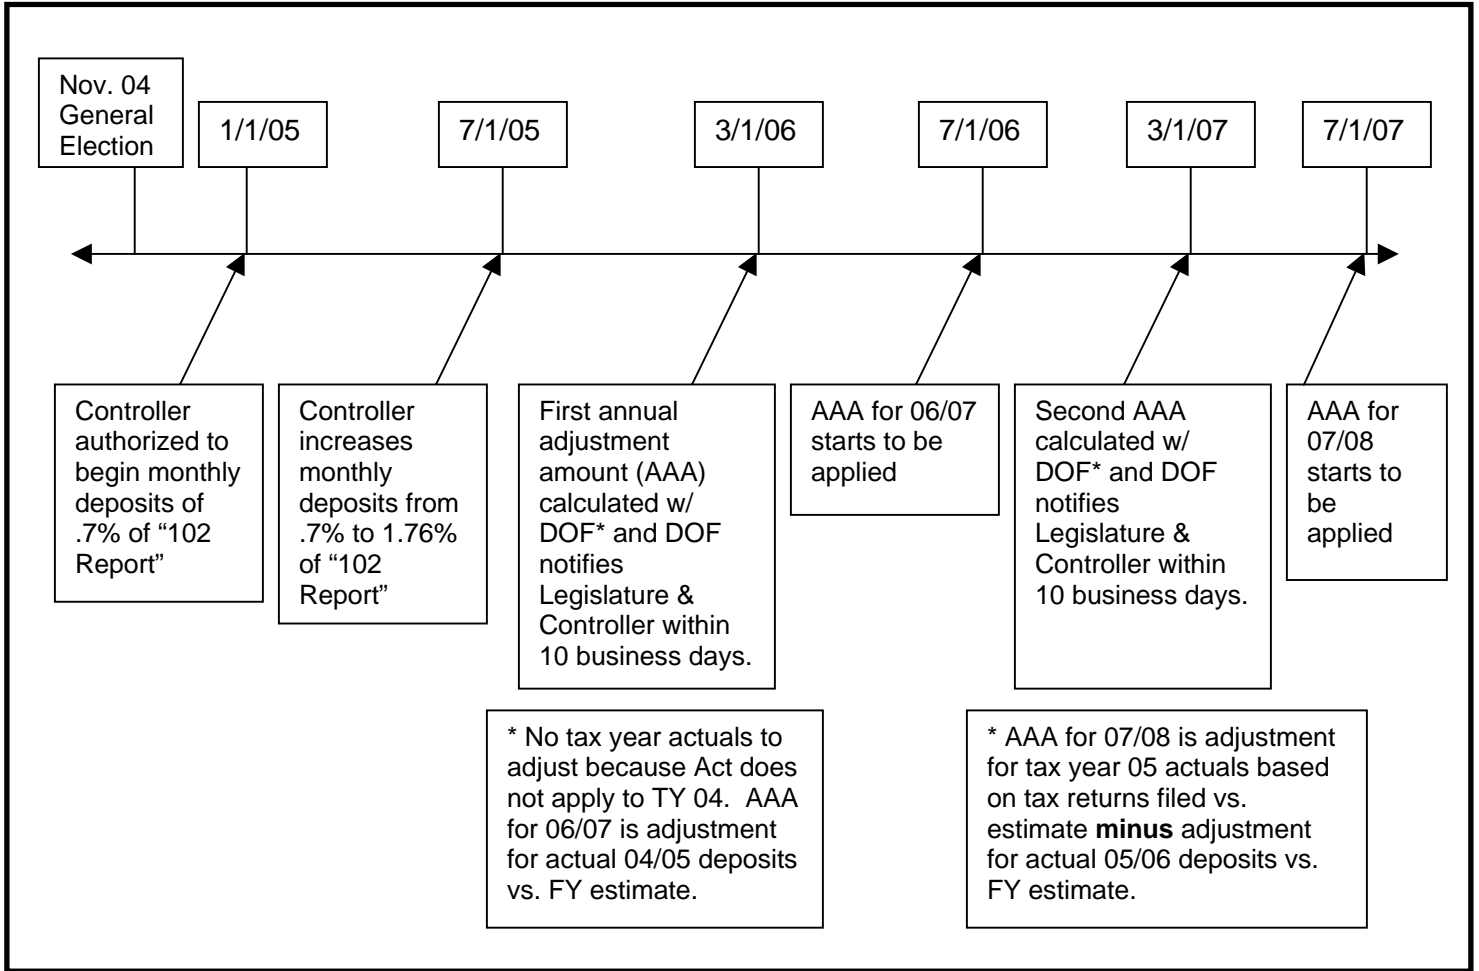 Nov. 04
General
Election
1/1/05
7/1/05
3/1/06
7/1/06
3/1/07
7/1/07
Controller
authorized to
begin monthly
deposits of
.7% of “102
Report”
Controller
increases
monthly
deposits from
.7% to 1.76%
of “102
Report”
First annual
adjustment
amount (AAA)
calculated w/
DOF* and DOF
notifies
Legislature &
Controller within
10 business days.
AAA for 06/07
starts to be
applied
Second AAA
calculated w/
DOF* and DOF
notifies
Legislature &
Controller within
10 business days.
AAA for
07/08
starts to
be
applied
* No tax year actuals to
adjust because Act does
not apply to TY 04.  AAA
for 06/07 is adjustment
for actual 04/05 deposits
vs. FY estimate.
* AAA for 07/08 is adjustment
for tax year 05 actuals based
on tax returns filed vs.
estimate minus adjustment
for actual 05/06 deposits vs.
FY estimate.